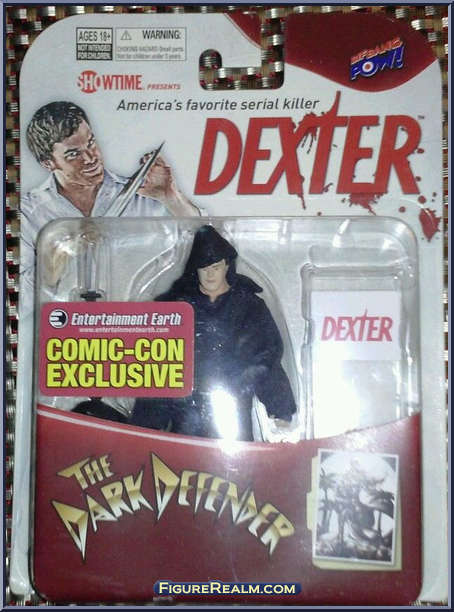 AGES 18+
NOT INTENDED
FOR CHILDREN
WARNING:
CHOKING HAZARD-Small parts.
Not for children under 3 years.
BIF BANG
POW!
SHOWTIME. PRESENTS
America's favorite serial killer
DEXTER
Entertainment Earth
www.entertainmentearth.com
COMIC-CON
EXCLUSIVE
DEXTER
THE
DARK DEFENDER
FIGUREREALM.COM